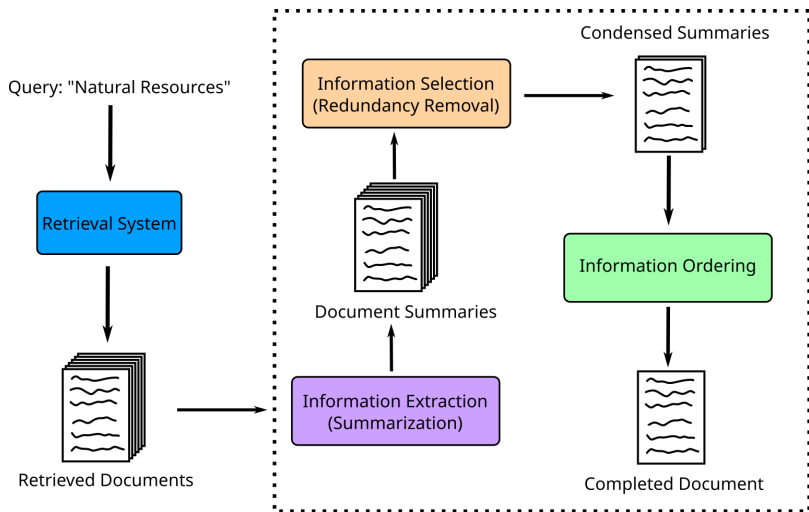 Query: "Natural Resources"
Retrieval System
Retrieved Documents
Information Extraction
(Summarization)
Document Summaries
Information Selection
(Redundancy Removal)
Condensed Summaries
Information Ordering
Completed Document